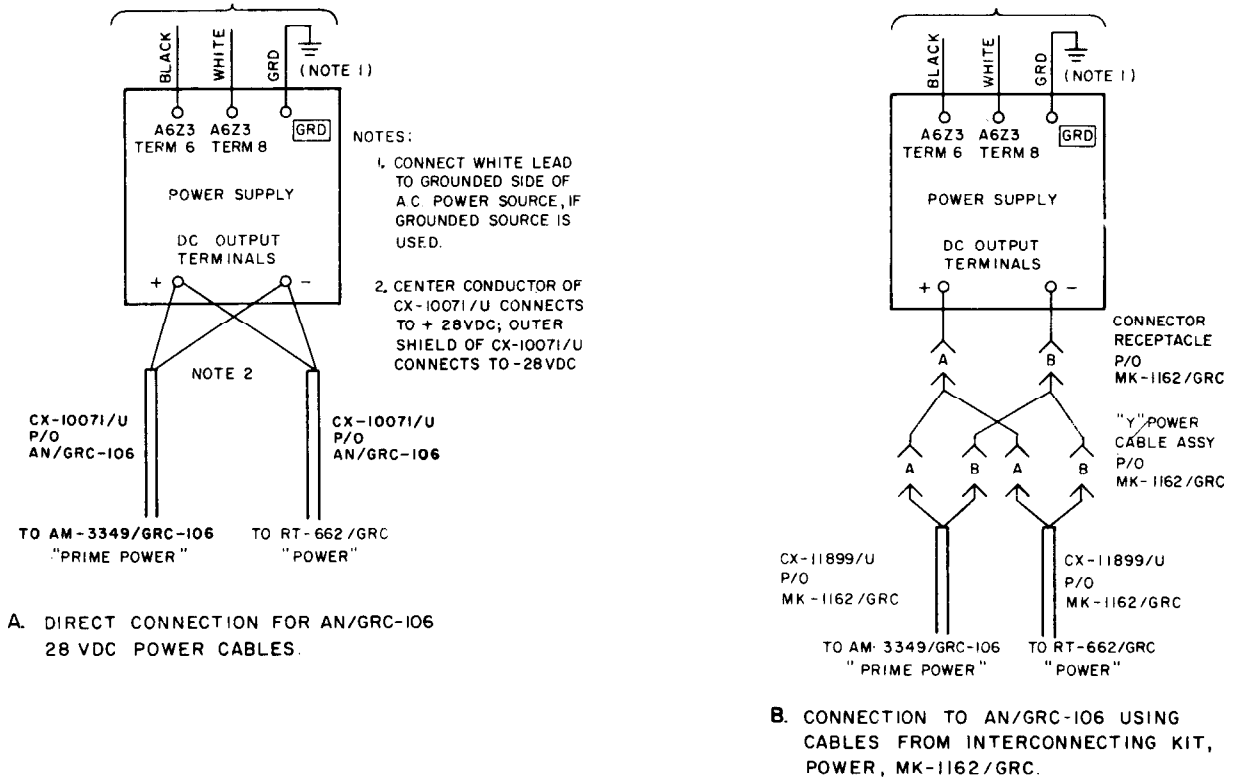 BLACK
WHITE
GRD
(NOTE 1)
A6Z3
TERM 6
A6Z3
TERM 8
GRD
POWER SUPPLY
DC OUTPUT
TERMINALS
+
-
NOTE 2
CX-10071/U
P/O
AN/GRC-106
CX-10071/U
P/O
AN/GRC-106
TO AM-3349/GRC-106
"PRIME POWER"
TO RT-662/GRC
"POWER"
A. DIRECT CONNECTION FOR AN/GRC-106
28 VDC POWER CABLES.
NOTES:
1. CONNECT WHITE LEAD
TO GROUNDED SIDE OF
A.C. POWER SOURCE, IF
GROUNDED SOURCE IS
USED.
2. CENTER CONDUCTOR OF
CX-10071/U CONNECTS
TO + 28VDC; OUTER
SHIELD OF CX-10071/U
CONNECTS TO -28VDC
BLACK
WHITE
GRD
(NOTE 1)
A6Z3
TERM 6
A6Z3
TERM 8
GRD
POWER SUPPLY
DC OUTPUT
TERMINALS
+
-
CONNECTOR
RECEPTACLE
P/O
MK-1162/GRC
A
B
"Y" POWER
CABLE ASSY
P/O
MK-1162/GRC
A
B
A
B
CX-11899/U
P/O
MK-1162/GRC
CX-11899/U
P/O
MK-1162/GRC
TO AM-3349/GRC-106
"PRIME POWER"
TO RT-662/GRC
"POWER"
B. CONNECTION TO AN/GRC-106 USING
CABLES FROM INTERCONNECTING KIT,
POWER, MK-1162/GRC.